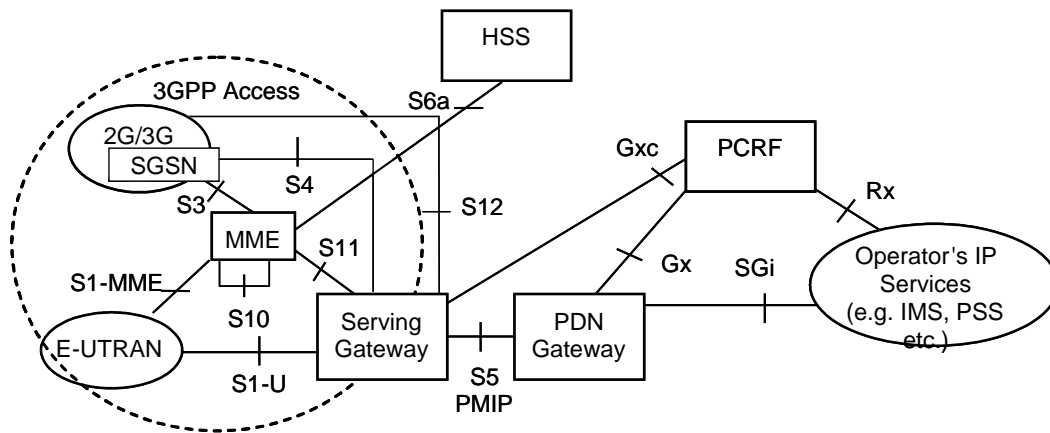 HSS
3GPP Access
S6a
2G/3G
SGSN
S4
S3
S12
Gxc
PCRF
Rx
MME
S11
S1-MME
S10
Gx
SGi
Operator's IP
Services
(e.g. IMS, PSS
etc.)
Serving
Gateway
PDN
Gateway
E-UTRAN
S1-U
S5
PMIP